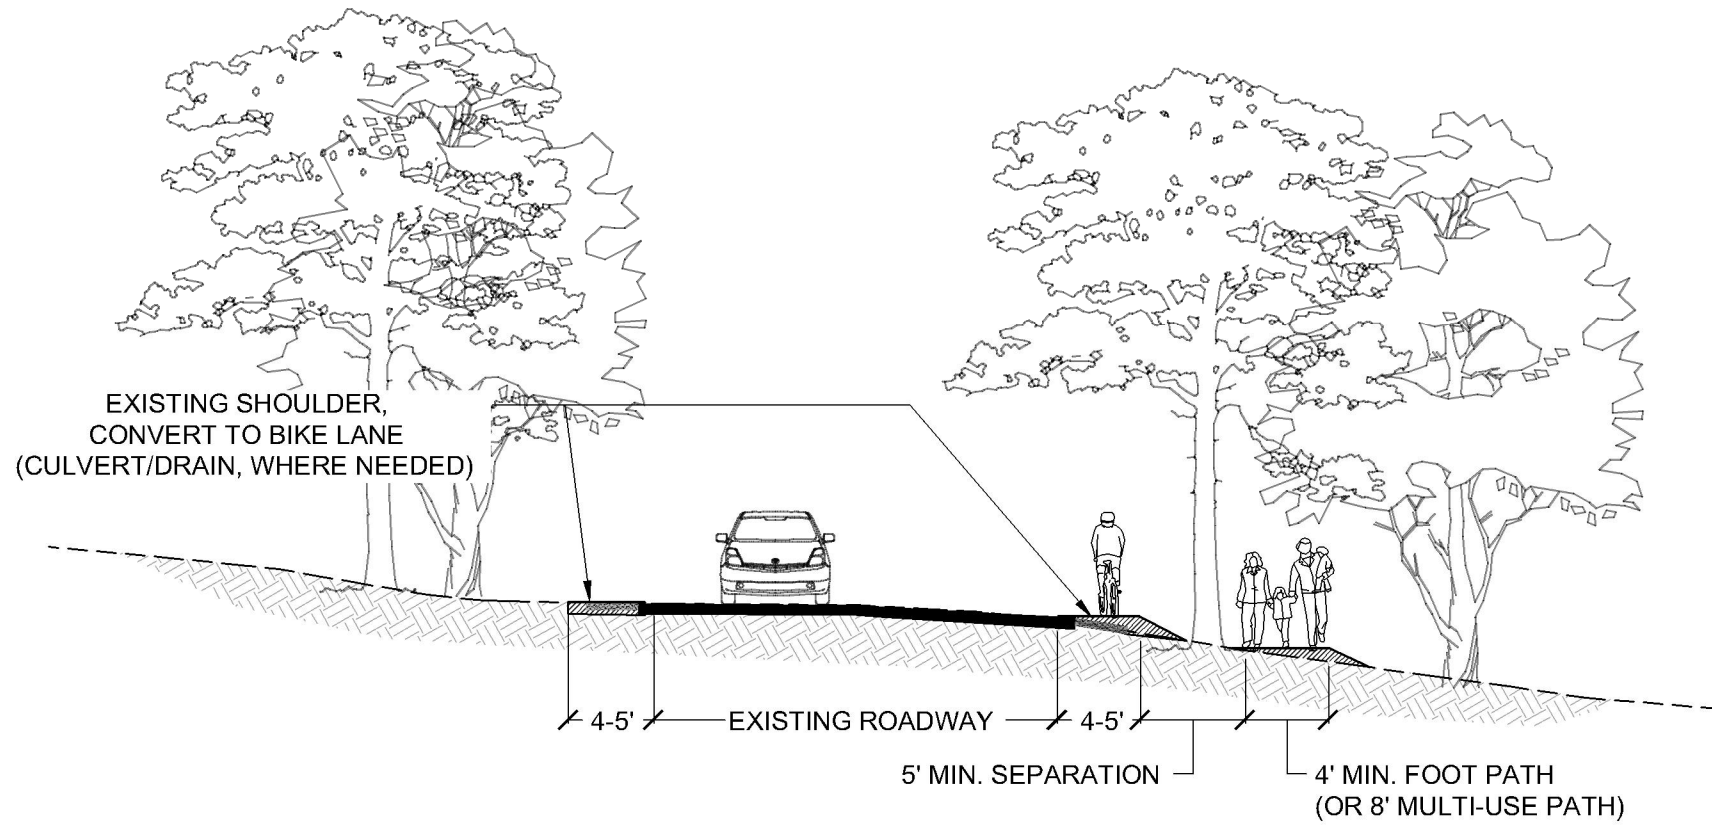 EXISTING SHOULDER,
CONVERT TO BIKE LANE
(CULVERT/DRAIN, WHERE NEEDED)
4-5'
EXISTING ROADWAY
4-5'
5' MIN. SEPARATION
4' MIN. FOOT PATH
(OR 8' MULTI-USE PATH)